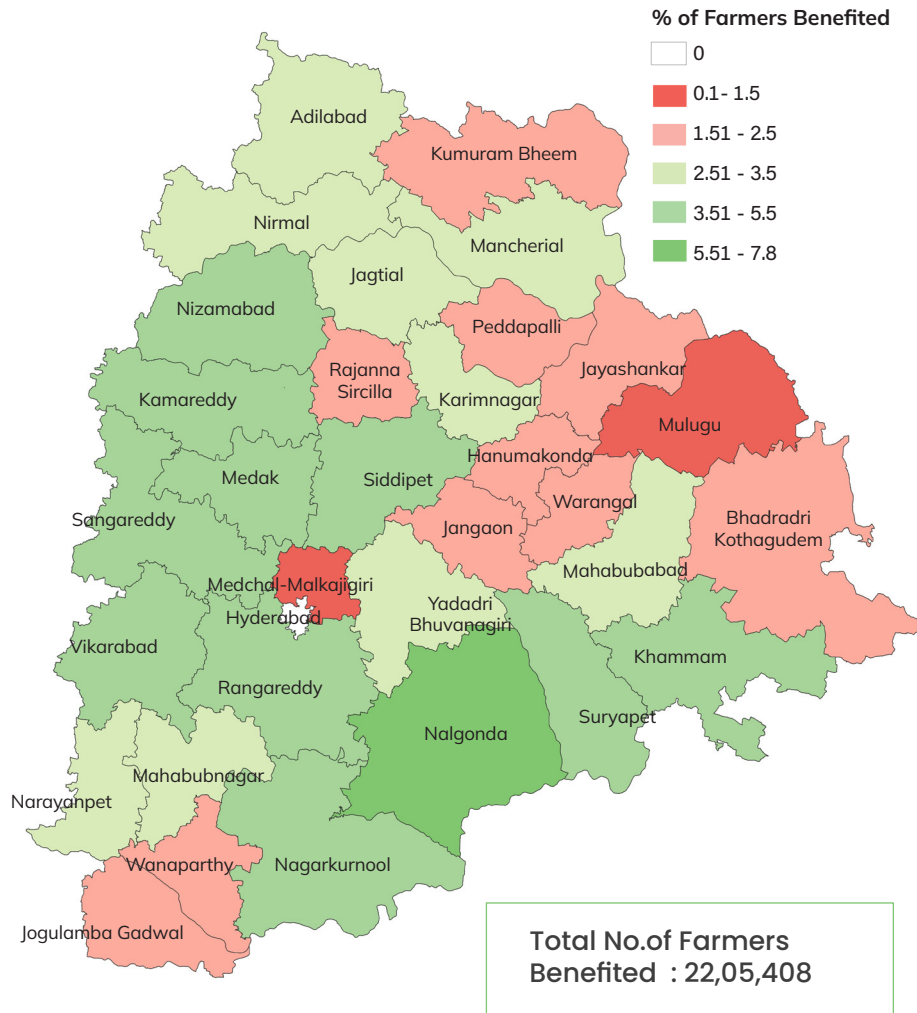 % of Farmers Benefited
0
0.1- 1.5
1.51 - 2.5
2.51 - 3.5
3.51 - 5.5
5.51 - 7.8
Adilabad
Kumuram Bheem
Nirmal
Mancherial
Jagtial
Nizamabad
Peddapalli
Rajanna
Sircilla
Jayashankar
Kamareddy
Karimnagar
Mulugu
Hanumakonda
Medak
Siddipet
Warangal
Sangareddy
Jangaon
Bhadradri
Kothagudem
Mahabubabad
Medchal-Malkajigiri
Hyderabad
Yadadri
Bhuvanagiri
Vikarabad
Khammam
Rangareddy
Suryapet
Nalgonda
Mahabubnagar
Narayanpet
Wanaparthy
Nagarkurnool
Jogulamba Gadwal
Total No.of Farmers
Benefited : 22,05,408